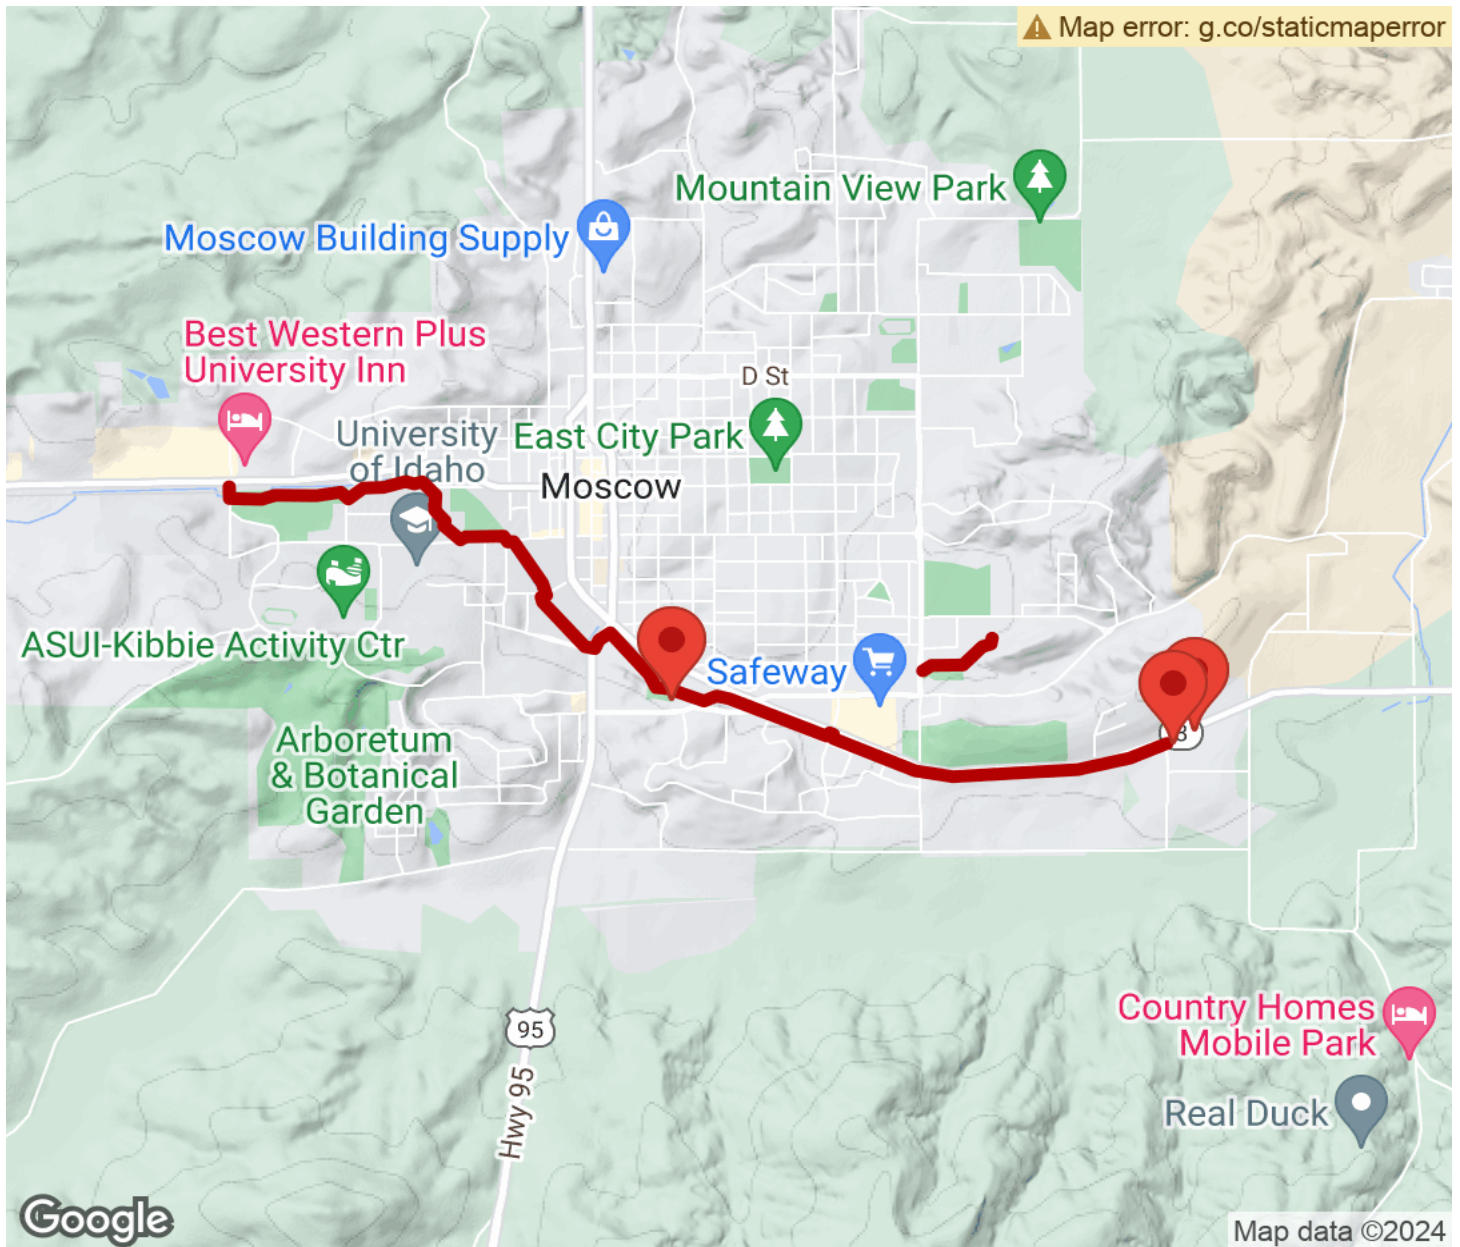 Map error: g.co/staticmaperror
Mountain View Park
Moscow Building Supply
Best Western Plus
University Inn
D St
University
of Idaho
East City Park
Moscow
ASUI-Kibbie Activity Ctr
Safeway
Arboretum
& Botanical
Garden
95
Hwy 95
Country Homes
Mobile Park
Real Duck
Google
Map data ©2024